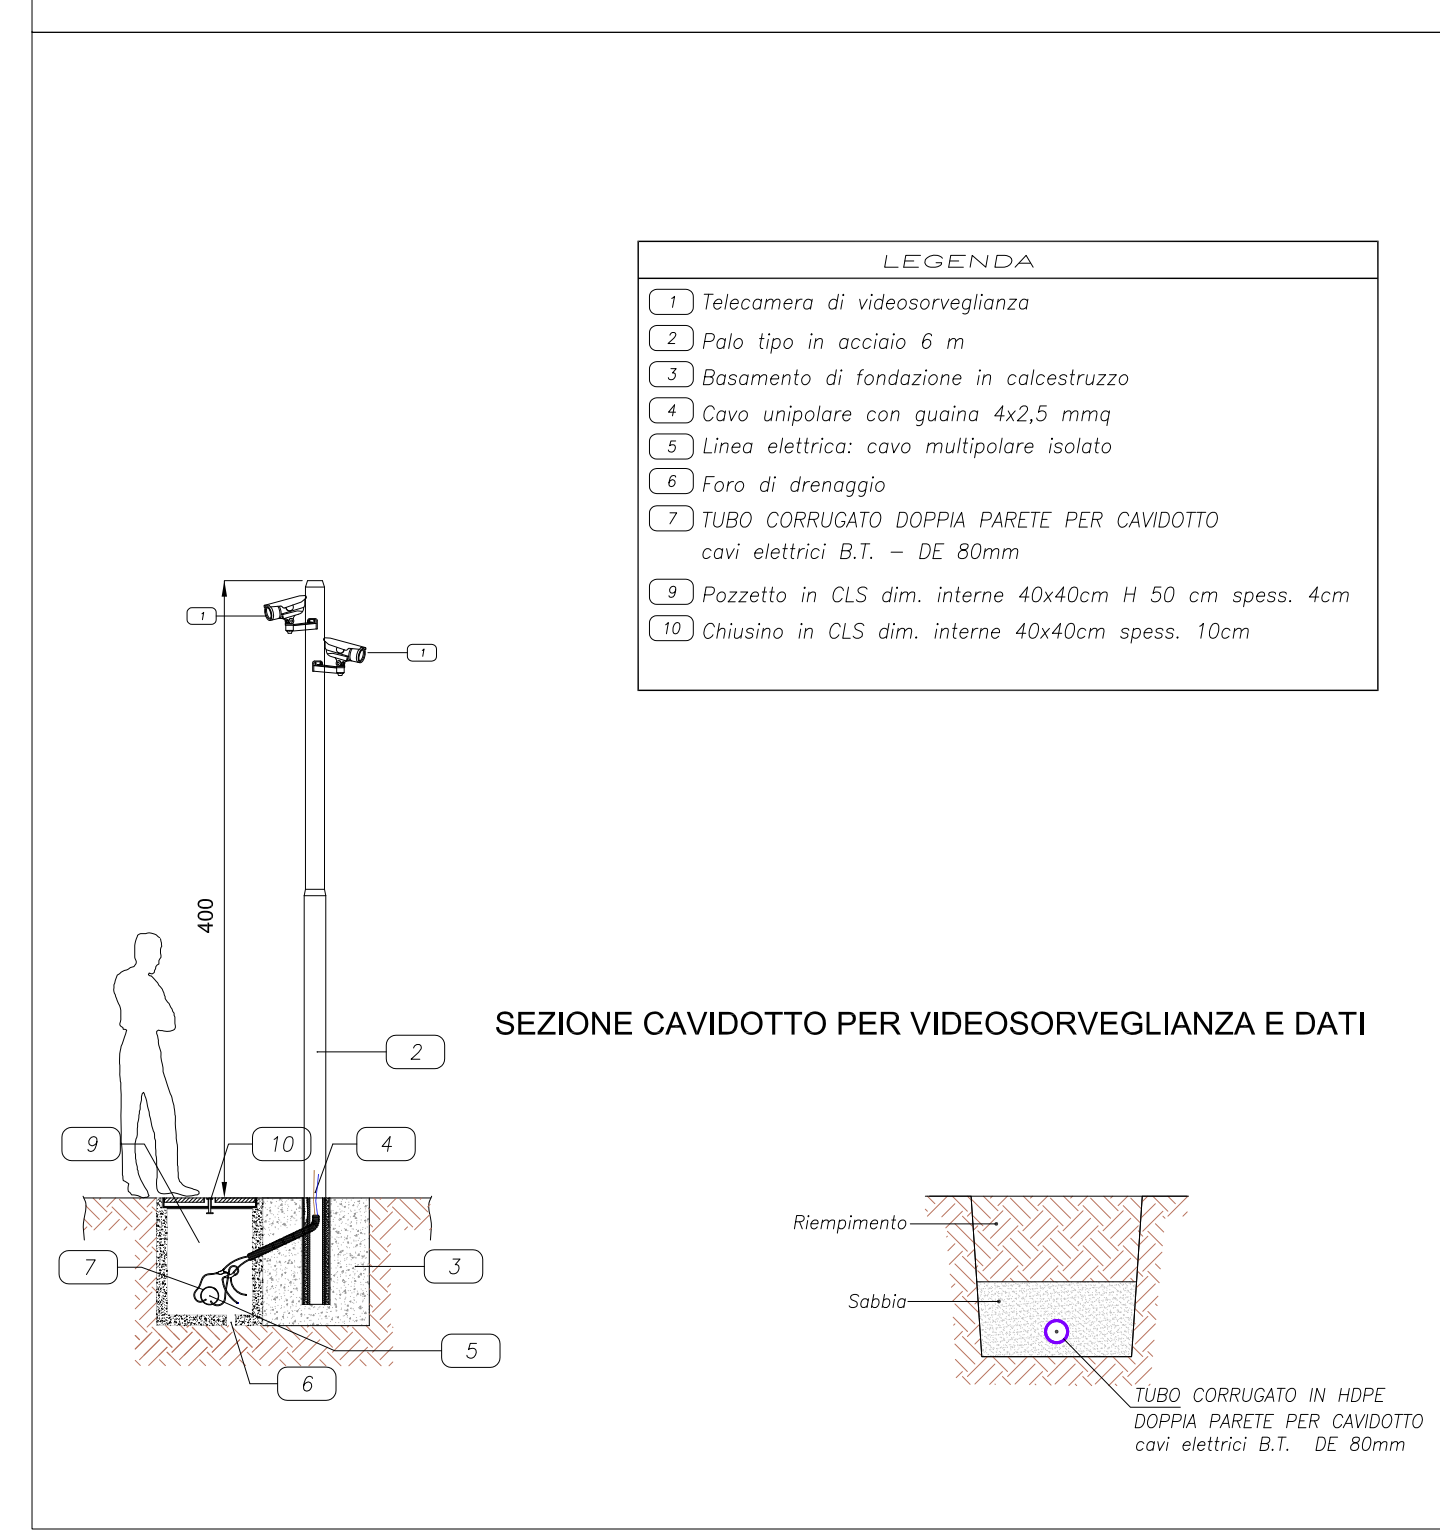 LEGENDA
1 Telecamera di videosorveglianza
2 Palo tipo in acciaio 6 m
3 Basamento di fondazione in calcestruzzo
4 Cavo unipolare con guaina 4x2,5 mmq
5 Linea elettrica: cavo multipolare isolato
6 Foro di drenaggio
7 TUBO CORRUGATO DOPPIA PARETE PER CAVIDOTTO
cavi elettrici B.T. – DE 80mm
9 Pozzetto in CLS dim. interne 40x40cm H 50 cm spess. 4cm
10 Chiusino in CLS dim. interne 40x40cm spess. 10cm
1
1
400
2
9
10
4
7
3
5
6
SEZIONE CAVIDOTTO PER VIDEOSORVEGLIANZA E DATI
Riempimento
Sabbia
TUBO CORRUGATO IN HDPE
DOPPIA PARETE PER CAVIDOTTO
cavi elettrici B.T. DE 80mm